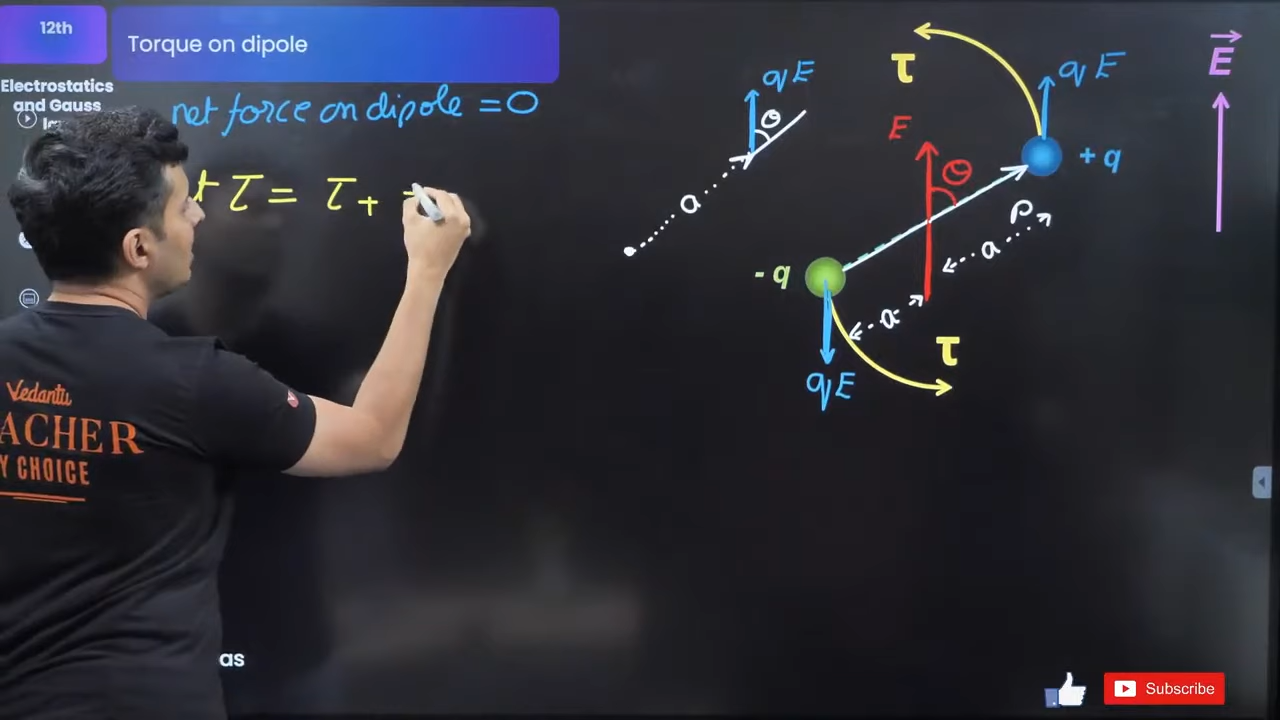 12th
Torque on dipole
Electrostatics
and Gauss
net force on dipole = 0
τ = τ+
qE
θ
a
τ
E
θ
qE
+ q
E
P
a
- q
a
τ
qE
Vedantu
ACHER
Y CHOICE
as
Subscribe